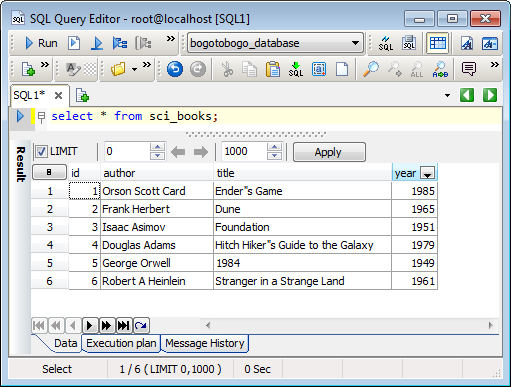 SQL Query Editor - root@localhost [SQL1]
Run bogotobogo_database SQL SQL
SQL ALL A/B
SQL1*
select * from sci_books;
Result
LIMIT 0 1000 Apply
id author title year
1 1 Orson Scott Card Ender"s Game 1985
2 2 Frank Herbert Dune 1965
3 3 Isaac Asimov Foundation 1951
4 4 Douglas Adams Hitch Hiker"s Guide to the Galaxy 1979
5 5 George Orwell 1984 1949
6 6 Robert A Heinlein Stranger in a Strange Land 1961
Data Execution plan Message History
Select 1 / 6 ( LIMIT 0,1000 ) 0 Sec